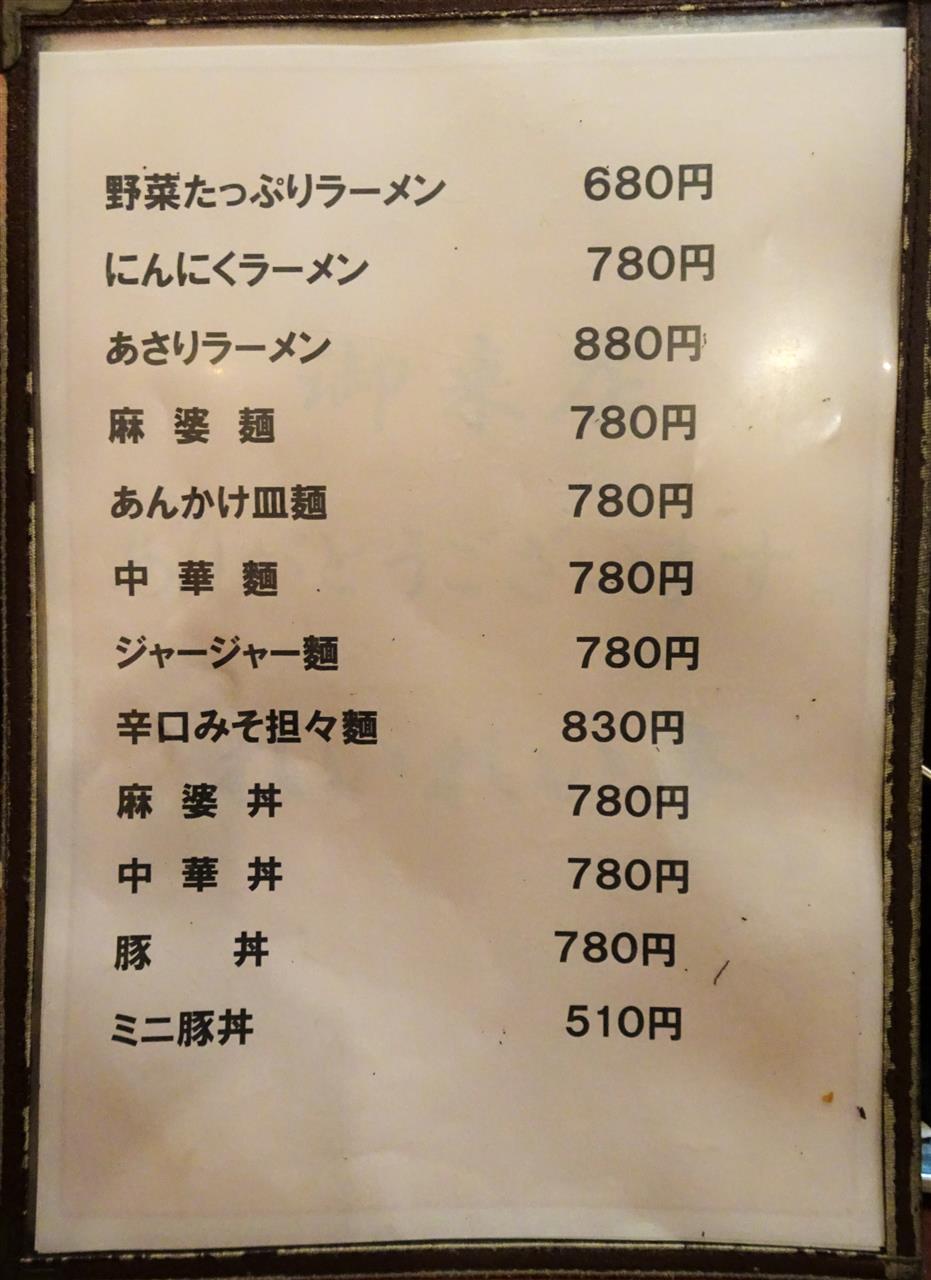 野菜たっぷりラーメン 680円
にんにくラーメン 780円
あさりラーメン 880円
麻婆麺 780円
あんかけ皿麺 780円
中華麺 780円
ジャージャー麺 780円
辛口みそ担々麺 830円
麻婆丼 780円
中華丼 780円
豚丼 780円
ミニ豚丼 510円